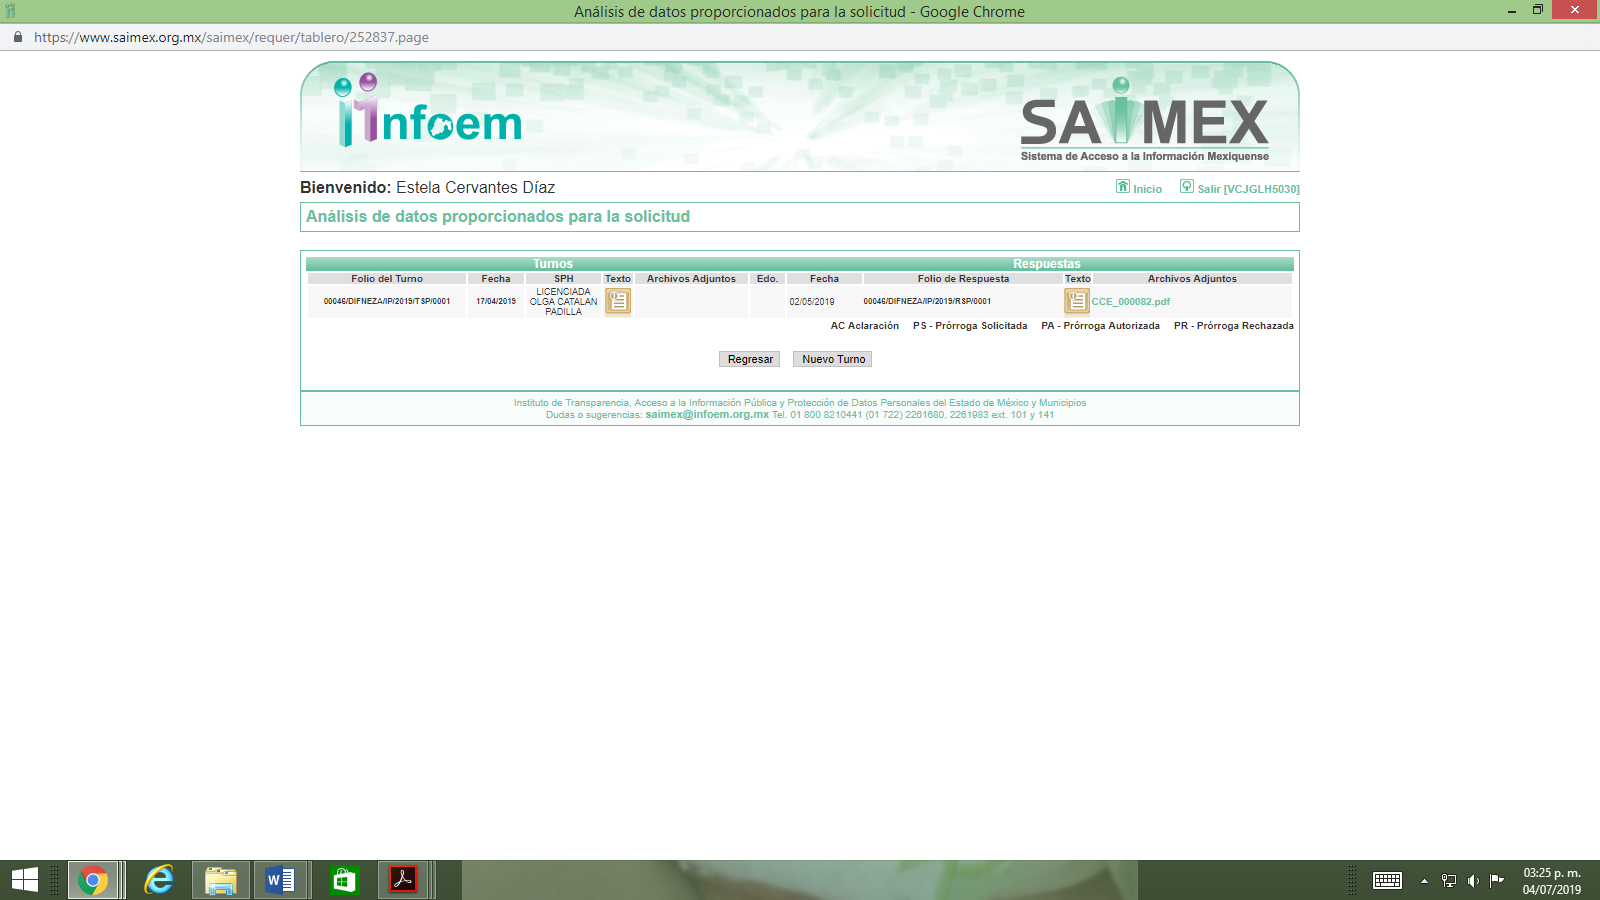 Análisis de datos proporcionados para la solicitud - Google Chrome
https://www.saimex.org.mx/saimex/requer/tablero/252837.page
infoem
SAIMEX
Sistema de Acceso a la Información Mexiquense
Bienvenido: Estela Cervantes Díaz
Inicio Salir [VCJGLH5030]
Análisis de datos proporcionados para la solicitud
Turnos Respuestas
Folio del Turno Fecha SPH Texto Archivos Adjuntos Edo. Fecha Folio de Respuesta Texto Archivos Adjuntos
00046/DIFNEZA/IP/2019/TSP/0001 17/04/2019 LICENCIADA OLGA CATALAN PADILLA 02/05/2019 00046/DIFNEZA/IP/2019/RSP/0001 CCE_000082.pdf
AC Aclaración PS - Prórroga Solicitada PA - Prórroga Autorizada PR - Prórroga Rechazada
Regresar Nuevo Turno
Instituto de Transparencia, Acceso a la Información Pública y Protección de Datos Personales del Estado de México y Municipios
Dudas o sugerencias: saimex@infoem.org.mx Tel. 01 800 8210441 (01 722) 2261680, 2261983 ext. 101 y 141
03:25 p. m.
04/07/2019